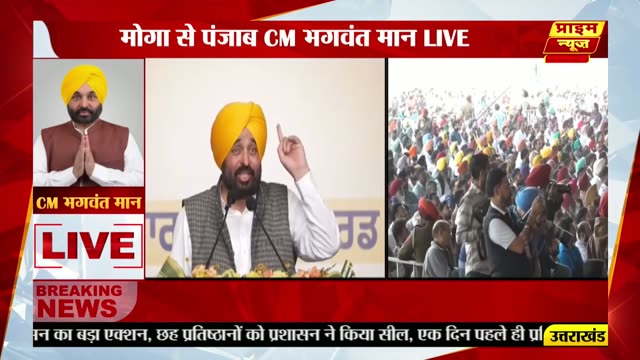 मोगा से पंजाब CM भगवंत मान LIVE
प्राइम
न्यूज
CM भगवंत मान
LIVE
BREAKING
NEWS
सन का बड़ा एक्शन, छह प्रतिष्ठानों को प्रशासन ने किया सील, एक दिन पहले ही प्रति
उत्तराखंड